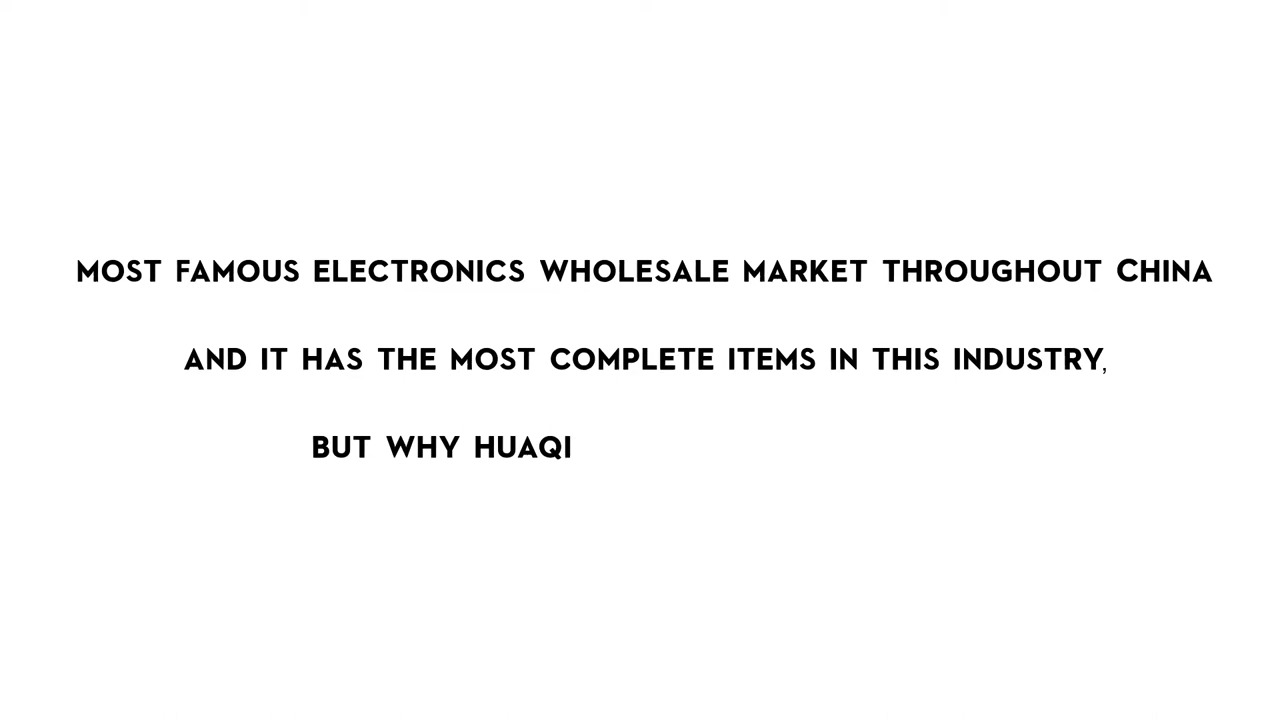 MOST FAMOUS ELECTRONICS WHOLESALE MARKET THROUGHOUT CHINA
AND IT HAS THE MOST COMPLETE ITEMS IN THIS INDUSTRY,
BUT WHY HUAQI